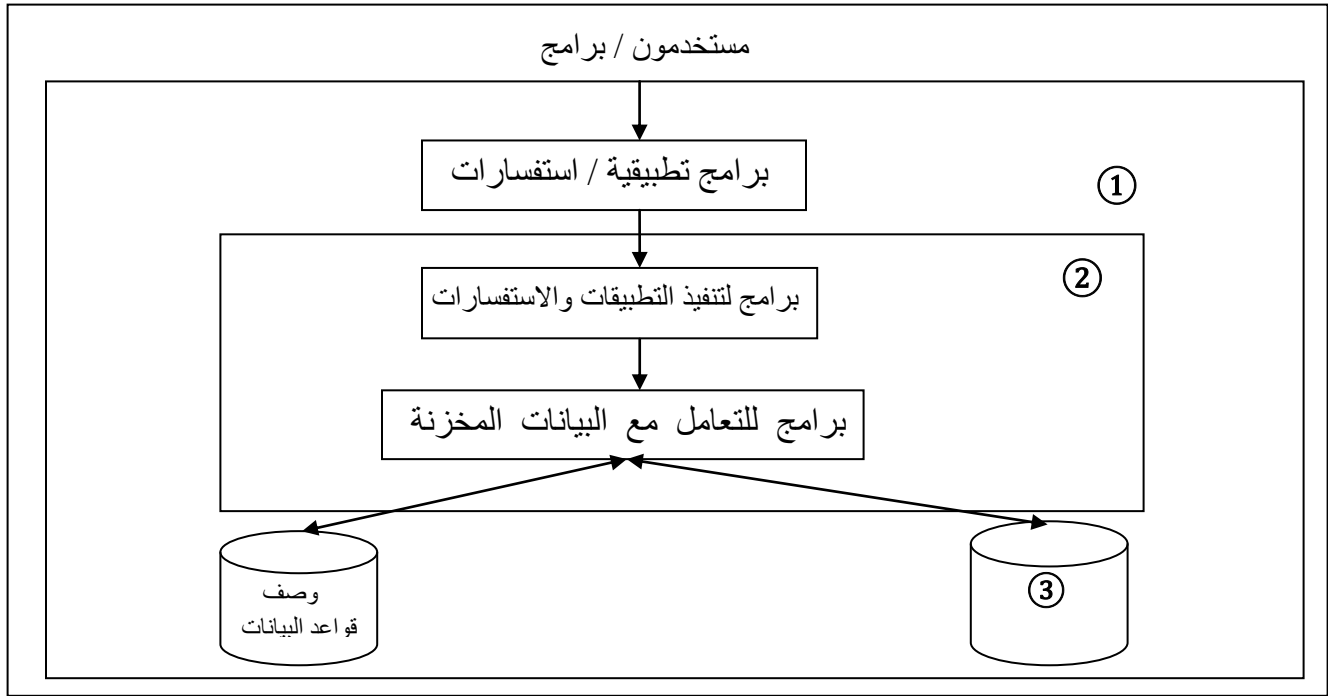 مستخدمون / برامج
برامج تطبيقية / استفسارات
①
②
برامج لتنفيذ التطبيقات والاستفسارات
برامج للتعامل مع البيانات المخزنة
③
وصف
قواعد البيانات